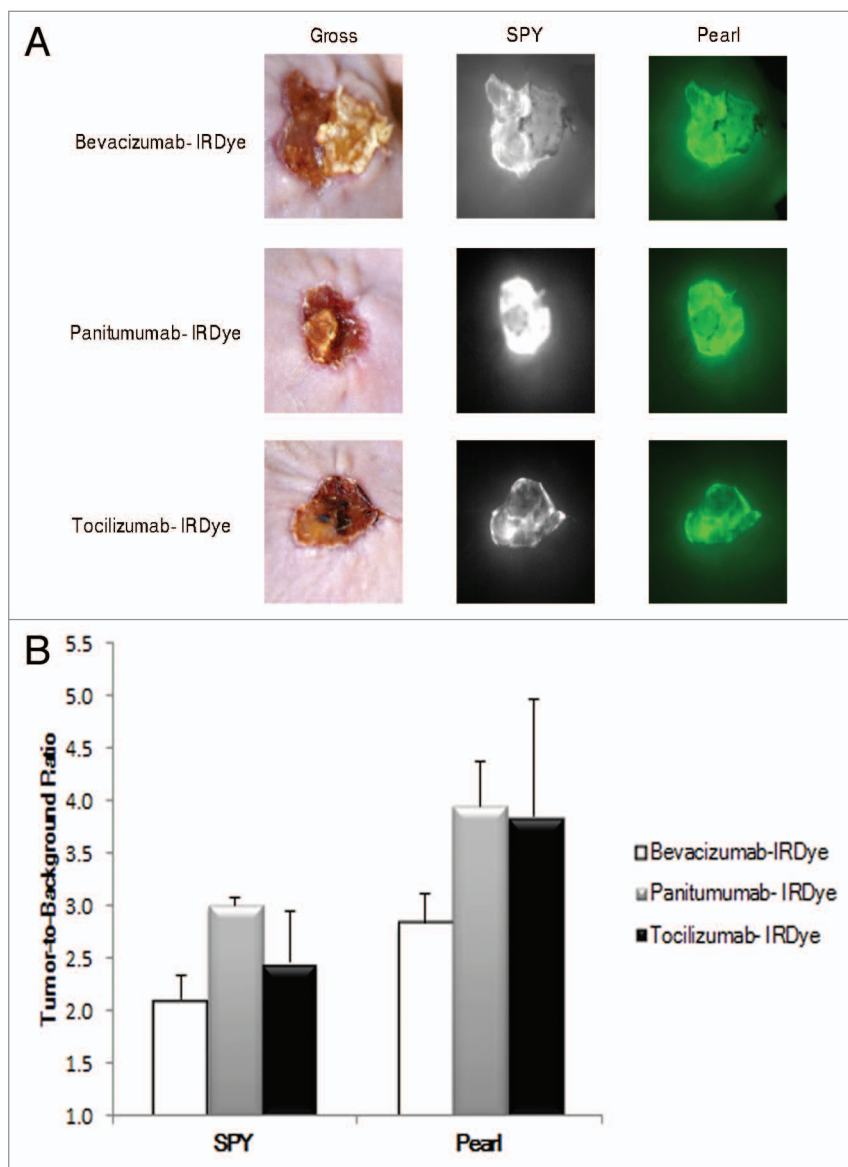 A
Gross SPY Pearl
Bevacizumab- IRDye
Panitumumab- IRDye
Tocilizumab- IRDye
B
Tumor-to-Background Ratio
5.5
5.0
4.5
4.0
3.5
3.0
2.5
2.0
1.5
1.0
SPY Pearl
Bevacizumab-IRDye
Panitumumab- IRDye
Tocilizumab- IRDye